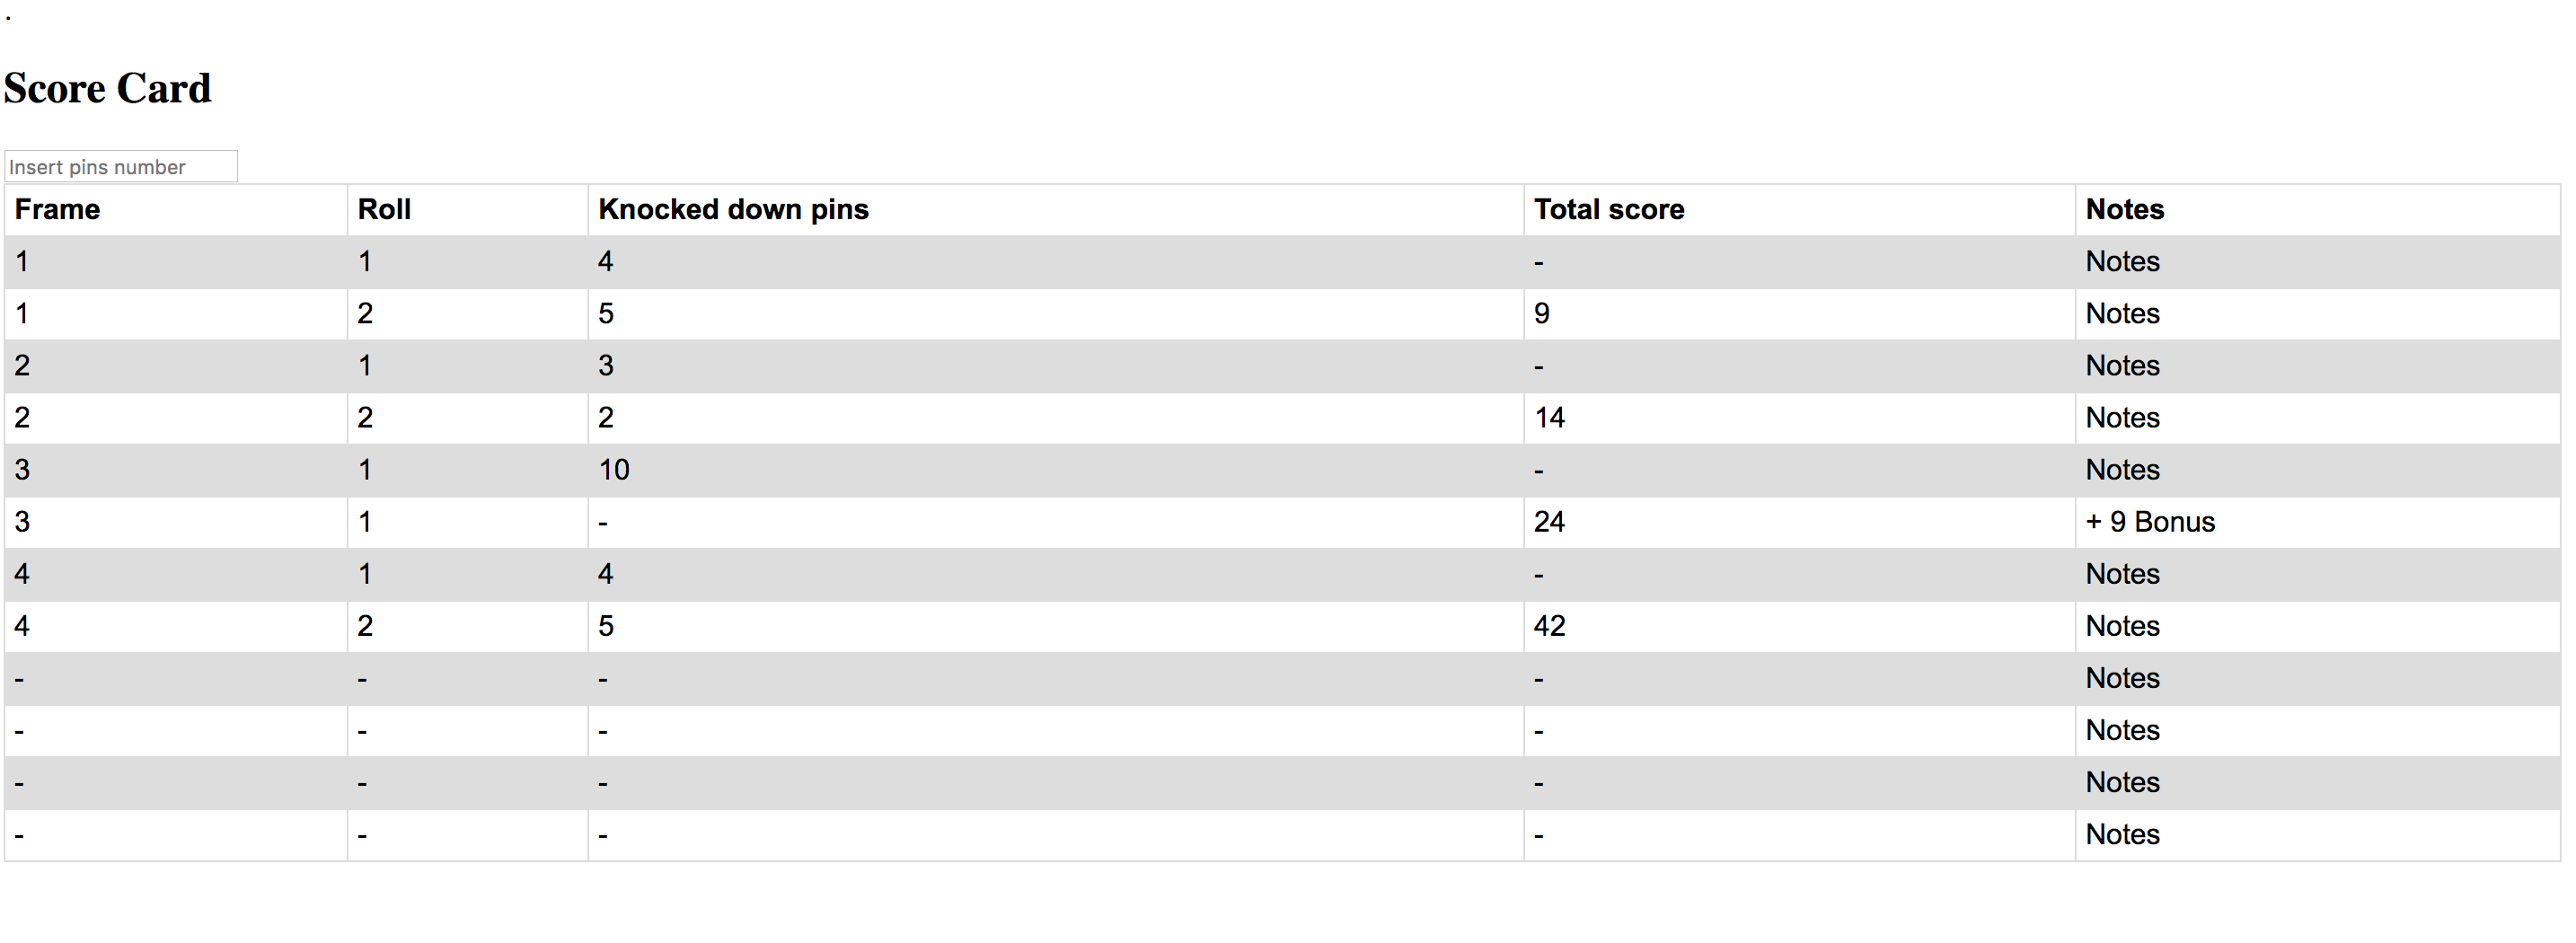 .
Score Card
Insert pins number
Frame Roll Knocked down pins Total score Notes
1 1 4 - Notes
1 2 5 9 Notes
2 1 3 - Notes
2 2 2 14 Notes
3 1 10 - Notes
3 1 - 24 + 9 Bonus
4 1 4 - Notes
4 2 5 42 Notes
- - - - Notes
- - - - Notes
- - - - Notes
- - - - Notes